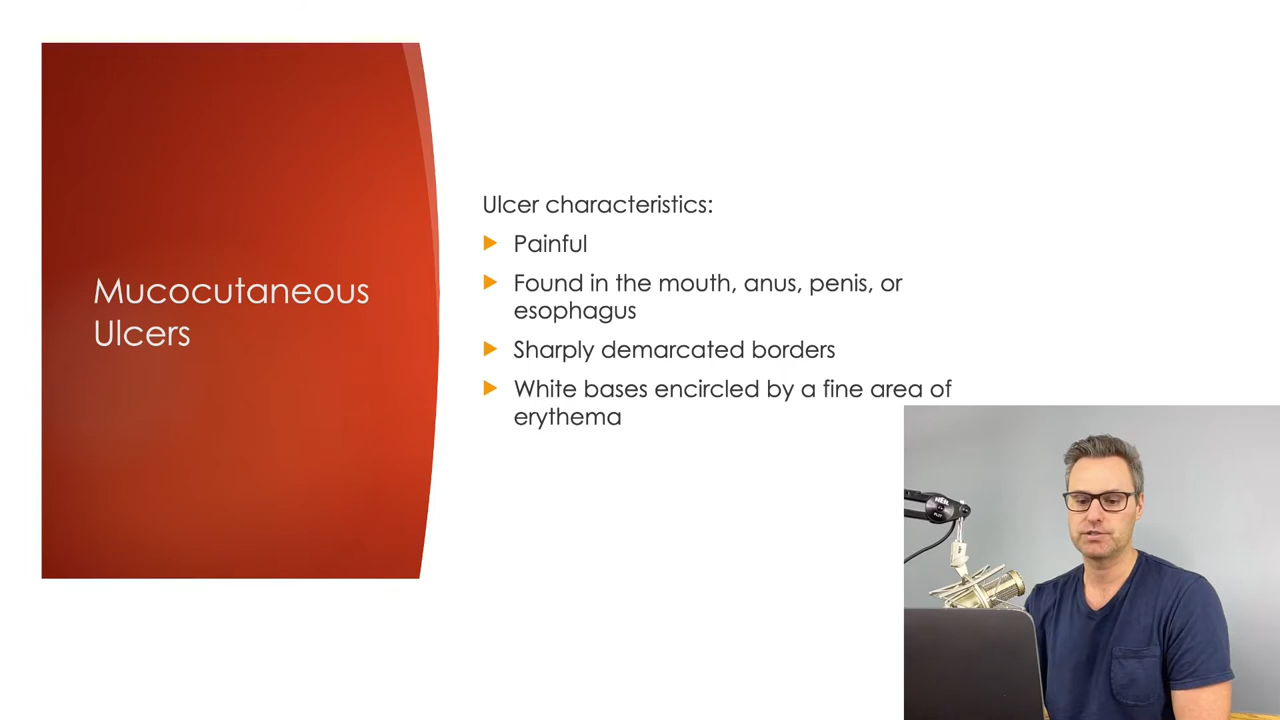 Mucocutaneous
Ulcers
Ulcer characteristics:
Painful
Found in the mouth, anus, penis, or
esophagus
Sharply demarcated borders
White bases encircled by a fine area of
erythema
HEIL